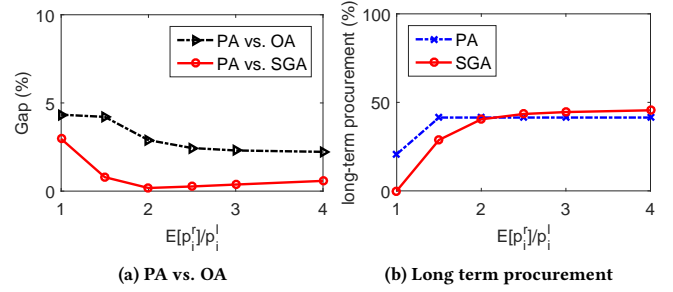 10
5
0
Gap (%)
PA vs. OA
PA vs. SGA
1 2 3 4
E[p_i^r]/p_i^l
(a) PA vs. OA
100
50
0
long-term procurement (%)
PA
SGA
1 2 3 4
E[p_i^r]/p_i^l
(b) Long term procurement